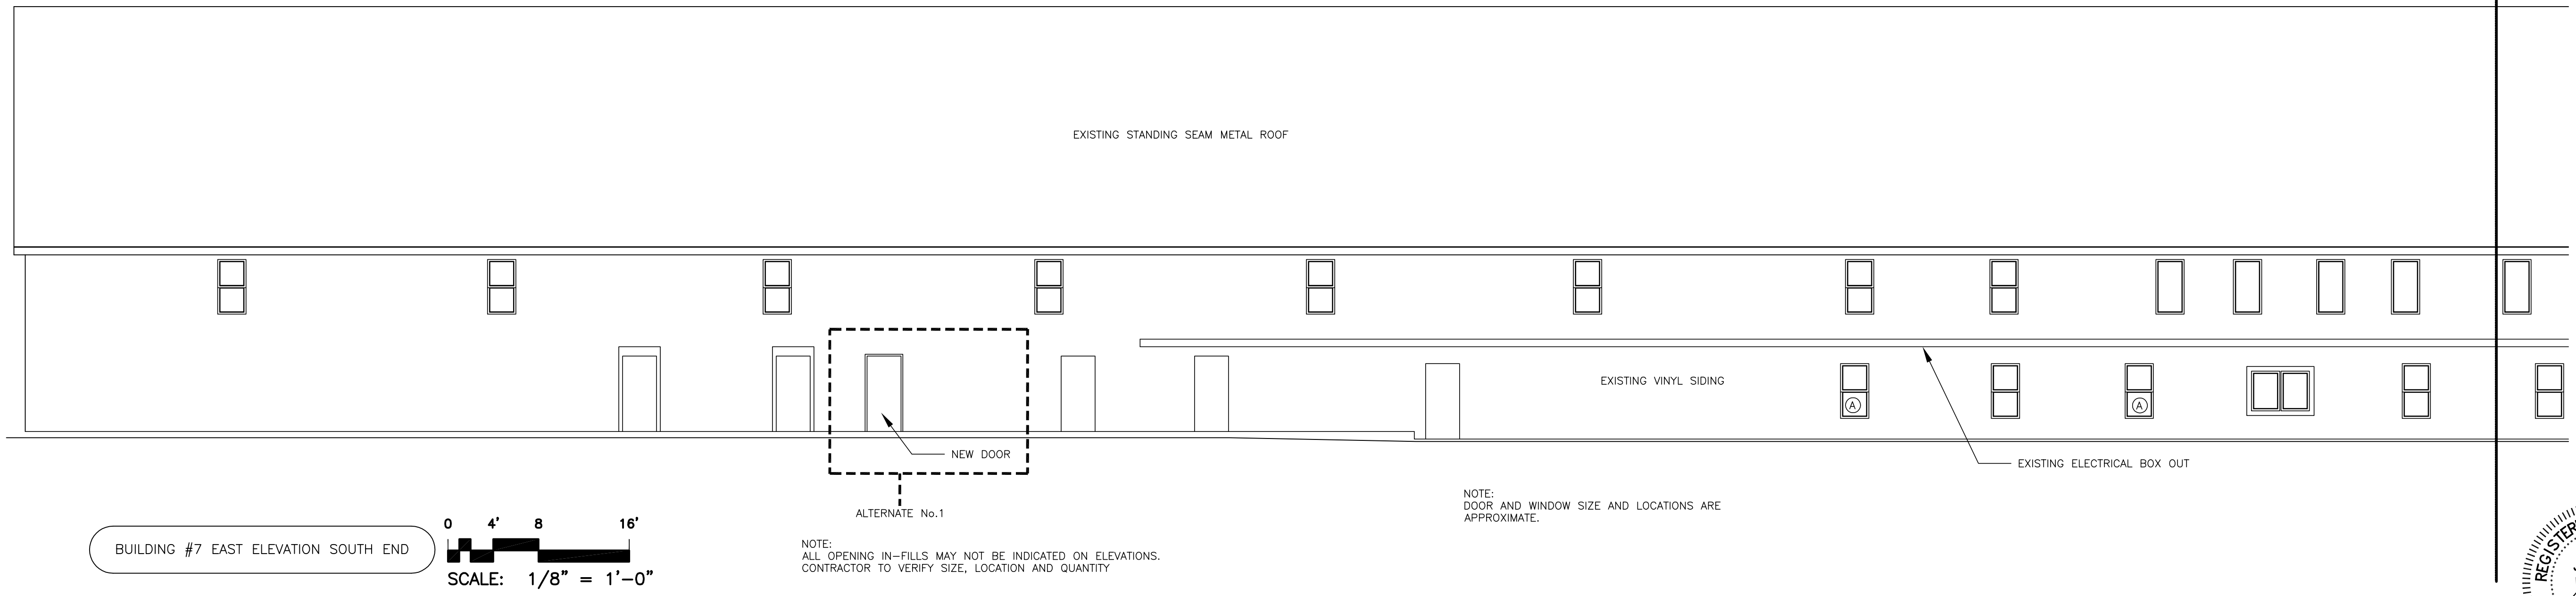 EXISTING STANDING SEAM METAL ROOF
EXISTING VINYL SIDING
A
A
NEW DOOR
EXISTING ELECTRICAL BOX OUT
ALTERNATE No.1
NOTE:
DOOR AND WINDOW SIZE AND LOCATIONS ARE
APPROXIMATE.
BUILDING #7 EAST ELEVATION SOUTH END
0 4' 8 16'
SCALE: 1/8" = 1'-0"
NOTE:
ALL OPENING IN-FILLS MAY NOT BE INDICATED ON ELEVATIONS.
CONTRACTOR TO VERIFY SIZE, LOCATION AND QUANTITY